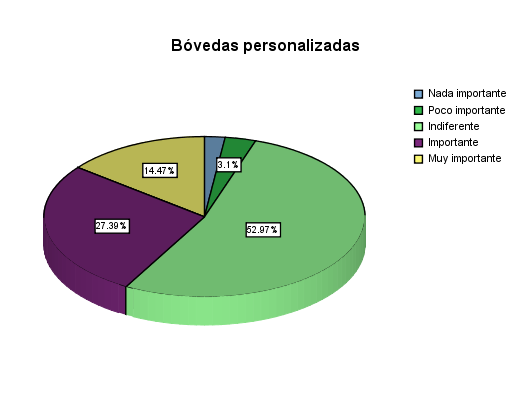 Bóvedas personalizadas
Nada importante
Poco importante
Indiferente
Importante
Muy importante
3.1%
14.47%
27.39%
52.97%